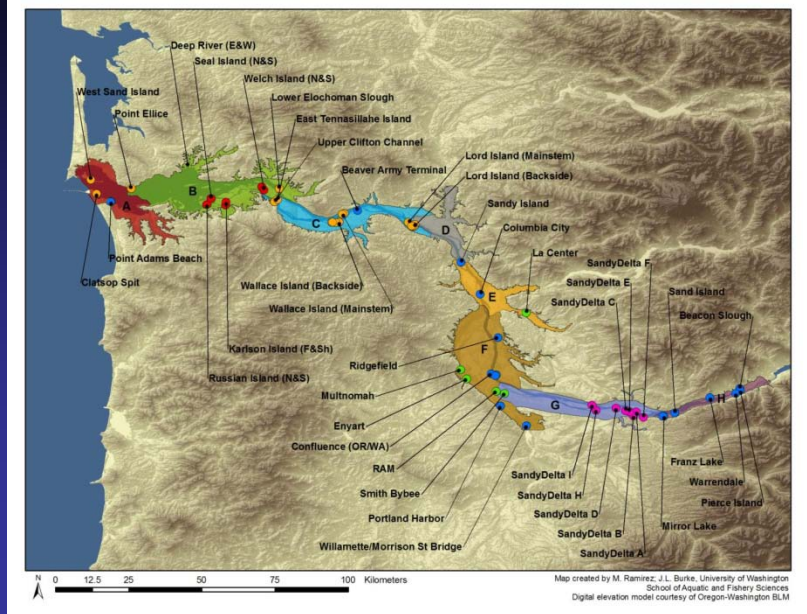 Deep River (E&W)
Seal Island (N&S)
Welch Island (N&S)
Lower Elochoman Slough
East Tennasillahe Island
Upper Clifton Channel
West Sand Island
Point Ellice
Beaver Army Terminal
Lord Island (Mainstem)
Lord Island (Backside)
Sandy Island
Columbia City
La Center
SandyDelta F
SandyDelta E
SandyDelta C
Sand Island
Beacon Slough
A
B
C
D
E
F
G
H
Point Adams Beach
Clatsop Spit
Wallace Island (Backside)
Wallace Island (Mainstem)
Karlson Island (F&Sh)
Russian Island (N&S)
Ridgefield
Multnomah
Enyart
Confluence (OR/WA)
RAM
Smith Bybee
Portland Harbor
Willamette/Morrison St Bridge
SandyDelta I
SandyDelta H
SandyDelta D
SandyDelta B
SandyDelta A
Franz Lake
Warrendale
Pierce Island
Mirror Lake
N
0 12.5 25 50 75 100 Kilometers
Map created by M. Ramirez; J.L. Burke, University of Washington
School of Aquatic and Fishery Sciences
Digital elevation model courtesy of Oregon-Washington BLM